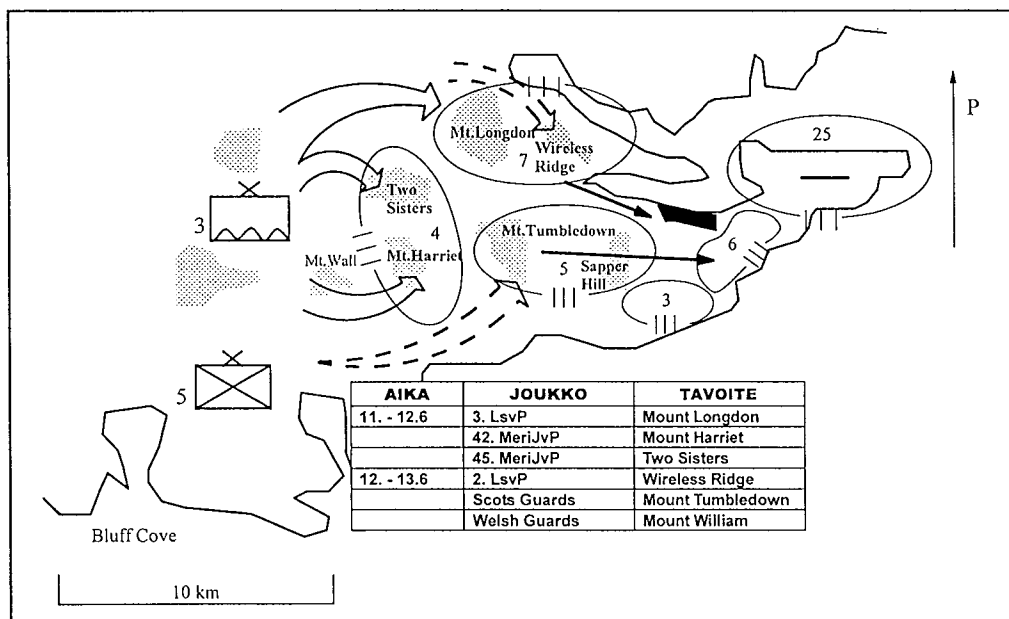 25
P
Mt.Longdon
Wireless
7
Ridge
Two
Sisters
3
4
Mt.Harriet
Mt.Wall
Mt.Tumbledown
6
5
Sapper
Hill
3
5
AIKA JOUKKO TAVOITE
11. - 12.6 3. LsvP Mount Longdon
42. MeriJvP Mount Harriet
45. MeriJvP Two Sisters
12. - 13.6 2. LsvP Wireless Ridge
Scots Guards Mount Tumbledown
Welsh Guards Mount William
Bluff Cove
10 km